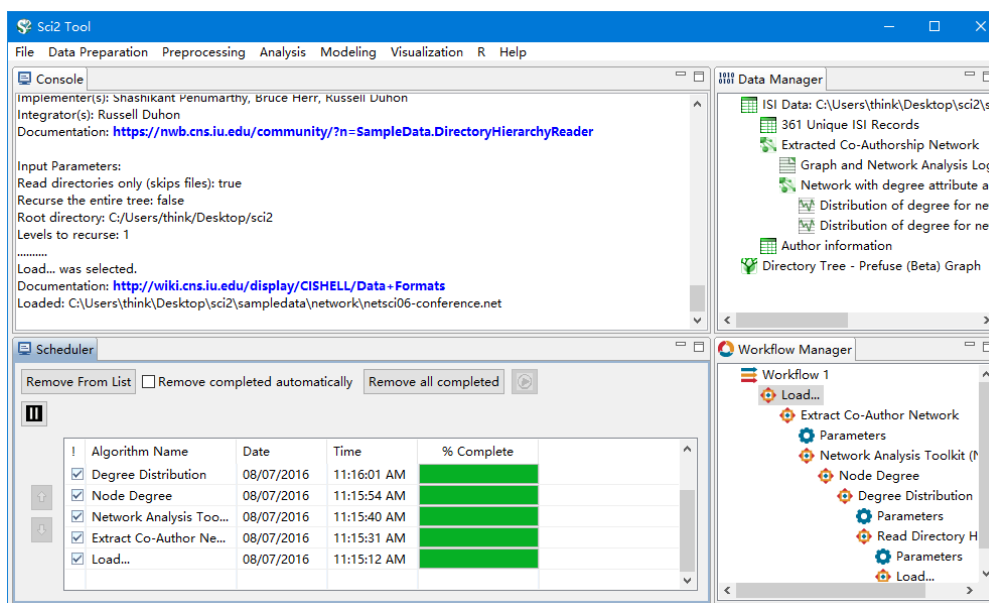 Sci2 Tool
File Data Preparation Preprocessing Analysis Modeling Visualization R Help
Console
Implementer(s): Shashikant Penumarthy, Bruce Herr, Russell Duhon
Integrator(s): Russell Duhon
Documentation: https://nwb.cns.iu.edu/community/?n=SampleData.DirectoryHierarchyReader
Input Parameters:
Read directories only (skips files): true
Recurse the entire tree: false
Root directory: C:/Users/think/Desktop/sci2
Levels to recurse: 1
..........
Load... was selected.
Documentation: http://wiki.cns.iu.edu/display/CISHELL/Data+Formats
Loaded: C:\Users\think\Desktop\sci2\sampledata\network\netsci06-conference.net
Data Manager
ISI Data: C:\Users\think\Desktop\sci2\s
361 Unique ISI Records
Extracted Co-Authorship Network
Graph and Network Analysis Log
Network with degree attribute a
Distribution of degree for ne
Distribution of degree for ne
Author information
Directory Tree - Prefuse (Beta) Graph
Scheduler
Remove From List Remove completed automatically Remove all completed
! Algorithm Name Date Time % Complete
Degree Distribution 08/07/2016 11:16:01 AM
Node Degree 08/07/2016 11:15:54 AM
Network Analysis Too... 08/07/2016 11:15:40 AM
Extract Co-Author Ne... 08/07/2016 11:15:31 AM
Load... 08/07/2016 11:15:12 AM
Workflow Manager
Workflow 1
Load...
Extract Co-Author Network
Parameters
Network Analysis Toolkit (N
Node Degree
Degree Distribution
Parameters
Read Directory H
Parameters
Load...